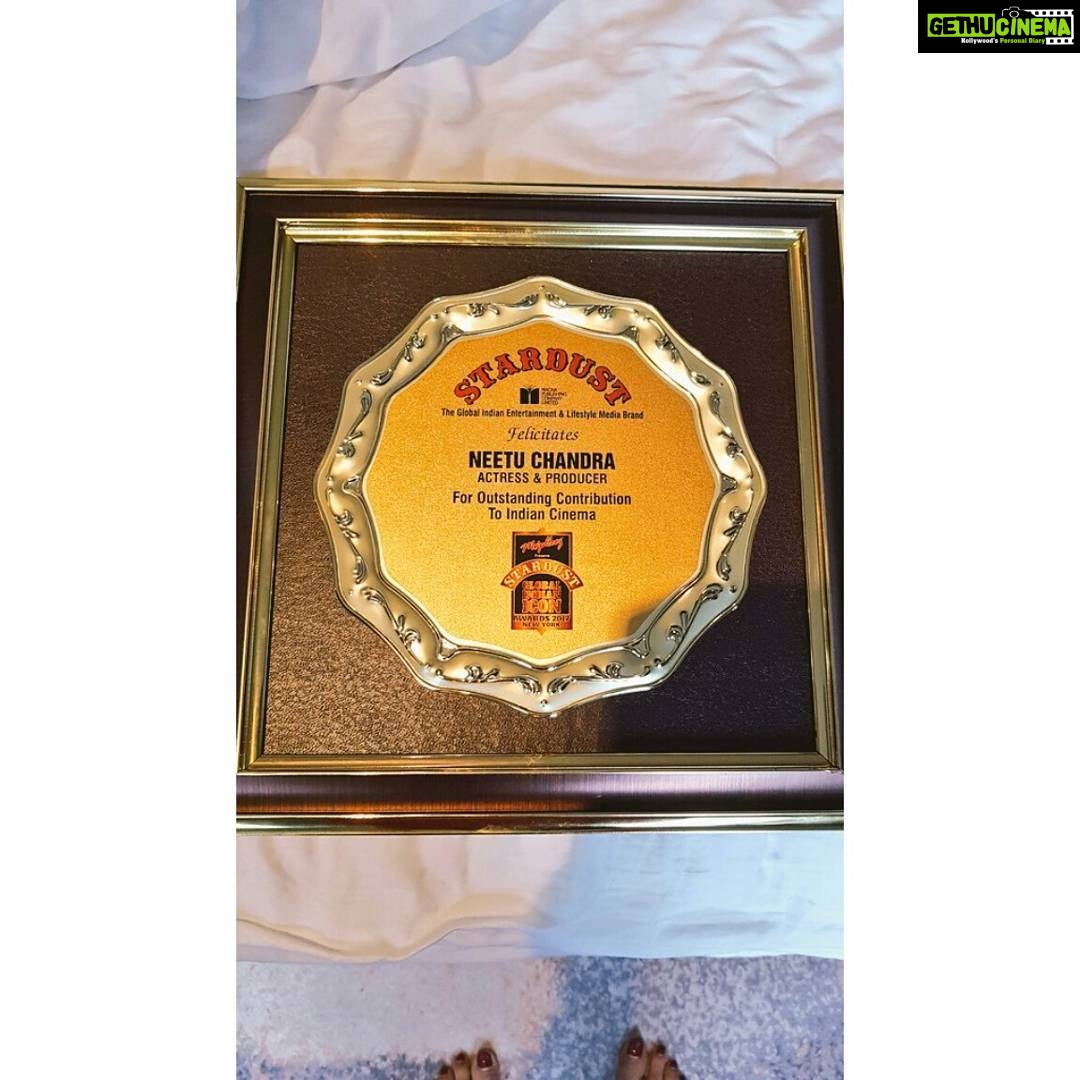 GETHUCINEMA
Kollywood's Personal Diary
STARDUST
MAGNA
PUBLISHING
COMPANY
LIMITED
The Global Indian Entertainment & Lifestyle Media Brand
Felicitates
NEETU CHANDRA
ACTRESS & PRODUCER
For Outstanding Contribution
To Indian Cinema
Presents
STARDUST
GLOBAL
INDIAN
ICON
AWARDS 2017
NEW YORK